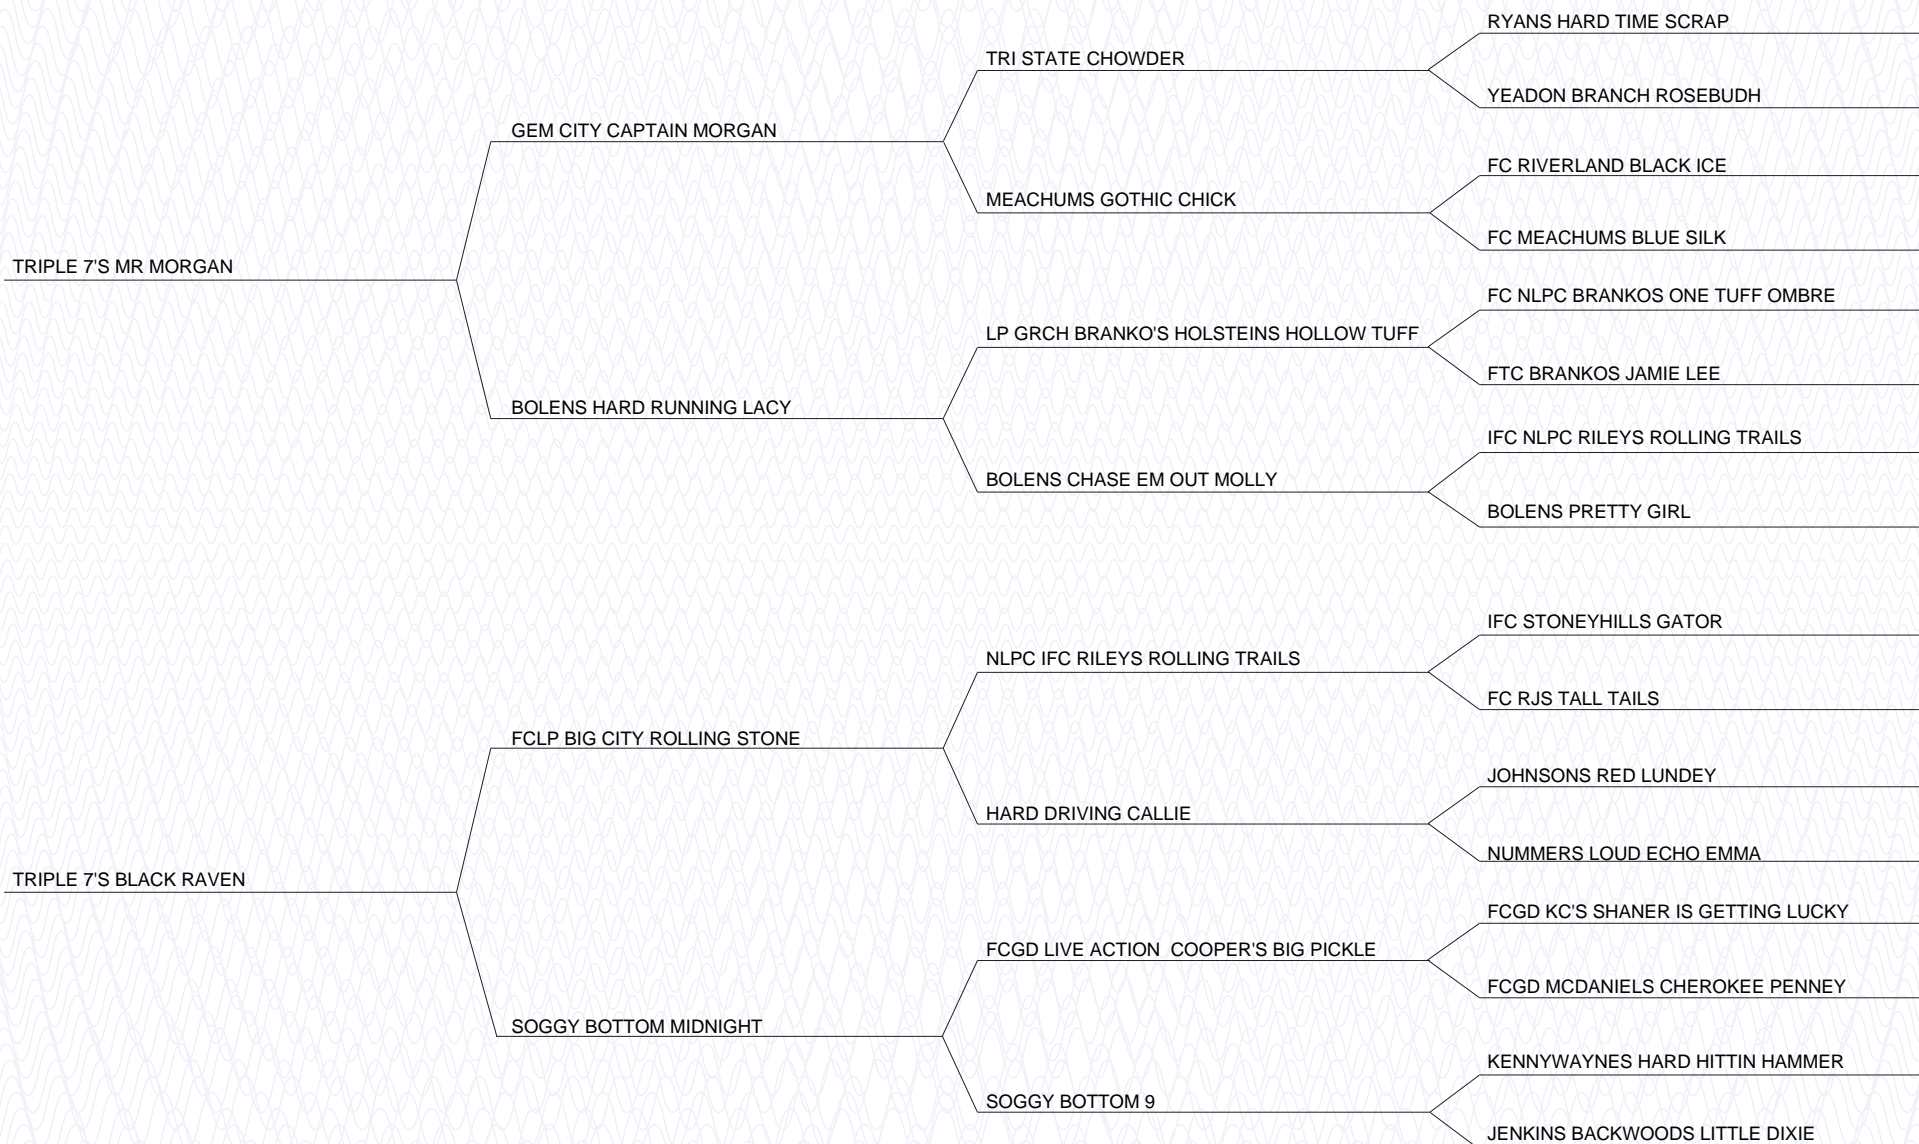 RYANS HARD TIME SCRAP
TRI STATE CHOWDER
YEADON BRANCH ROSEBUDH
GEM CITY CAPTAIN MORGAN
FC RIVERLAND BLACK ICE
MEACHUMS GOTHIC CHICK
FC MEACHUMS BLUE SILK
TRIPLE 7'S MR MORGAN
FC NLPC BRANKOS ONE TUFF OMBRE
LP GRCH BRANKO'S HOLSTEINS HOLLOW TUFF
FTC BRANKOS JAMIE LEE
BOLENS HARD RUNNING LACY
IFC NLPC RILEYS ROLLING TRAILS
BOLENS CHASE EM OUT MOLLY
BOLENS PRETTY GIRL
IFC STONEYHILLS GATOR
NLPC IFC RILEYS ROLLING TRAILS
FC RJS TALL TAILS
FCLP BIG CITY ROLLING STONE
JOHNSONS RED LUNDEY
HARD DRIVING CALLIE
NUMMERS LOUD ECHO EMMA
TRIPLE 7'S BLACK RAVEN
FCGD KC'S SHANER IS GETTING LUCKY
FCGD LIVE ACTION  COOPER'S BIG PICKLE
FCGD MCDANIELS CHEROKEE PENNEY
SOGGY BOTTOM MIDNIGHT
KENNYWAYNES HARD HITTIN HAMMER
SOGGY BOTTOM 9
JENKINS BACKWOODS LITTLE DIXIE